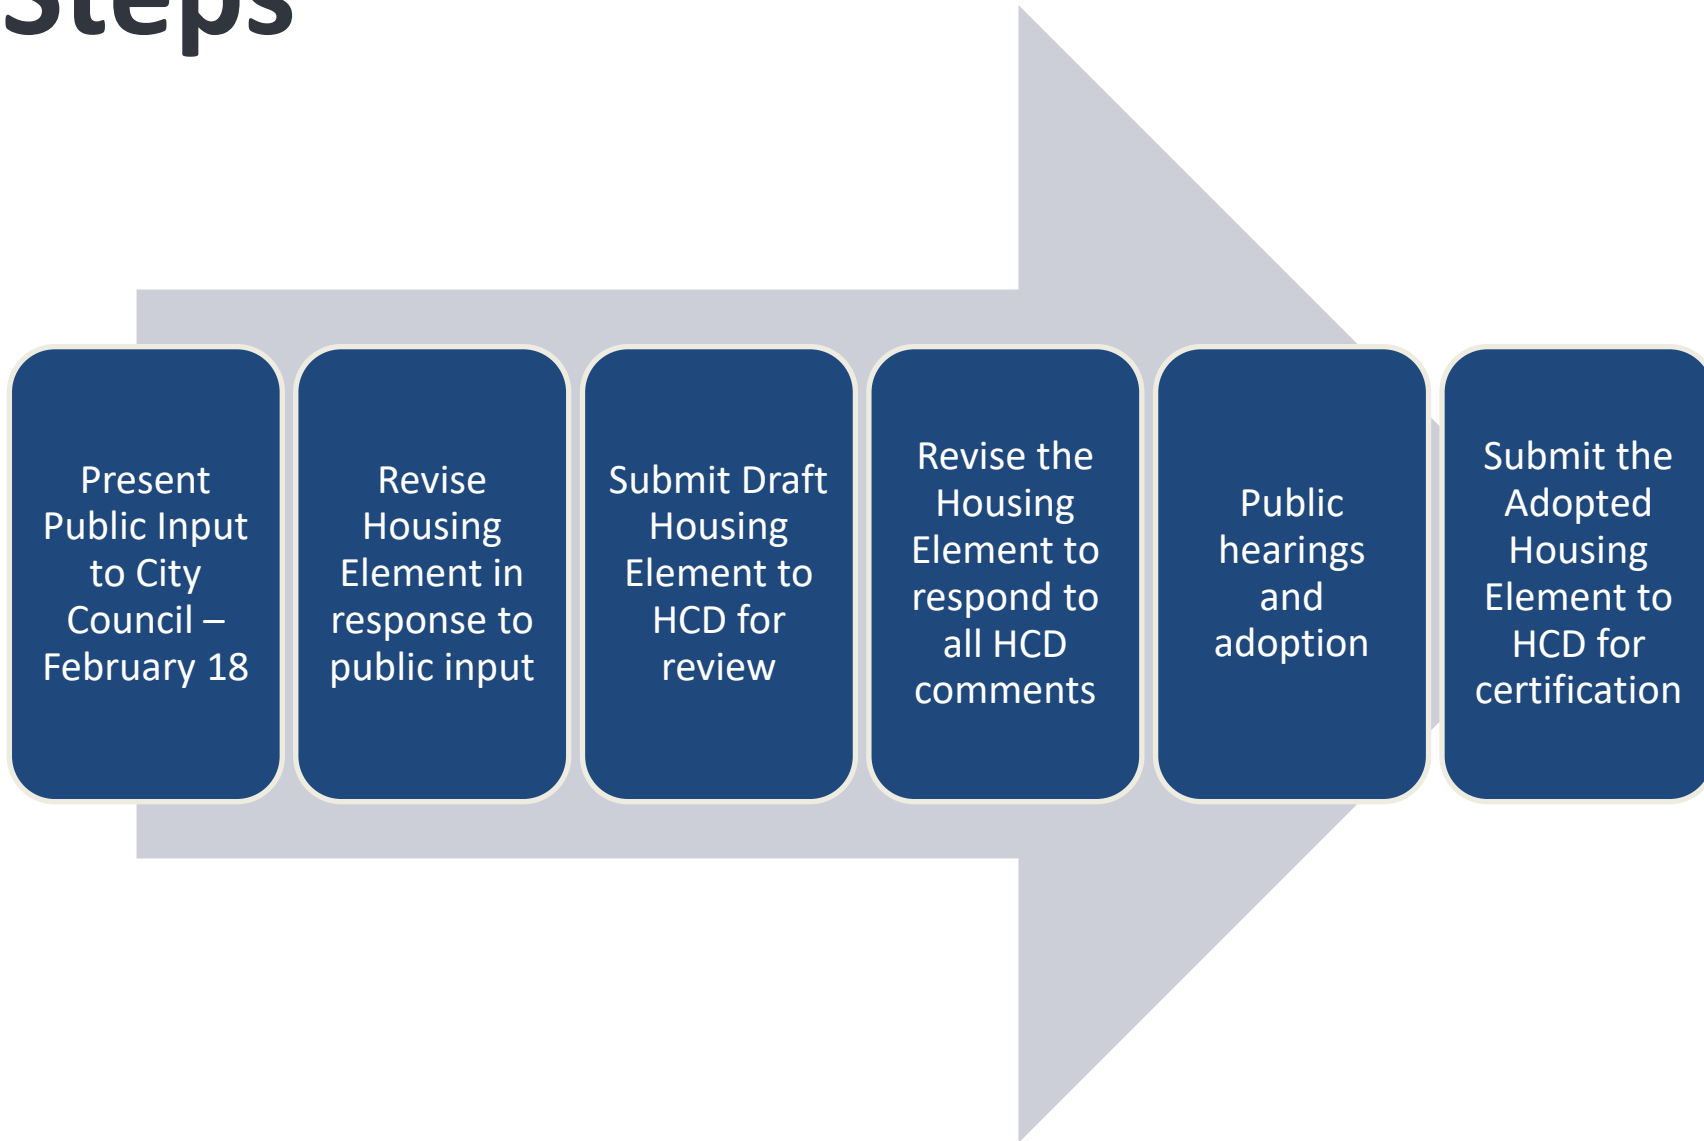 Steps
Present
Public Input
to City
Council –
February 18
Revise
Housing
Element in
response to
public input
Submit Draft
Housing
Element to
HCD for
review
Revise the
Housing
Element to
respond to
all HCD
comments
Public
hearings
and
adoption
Submit the
Adopted
Housing
Element to
HCD for
certification